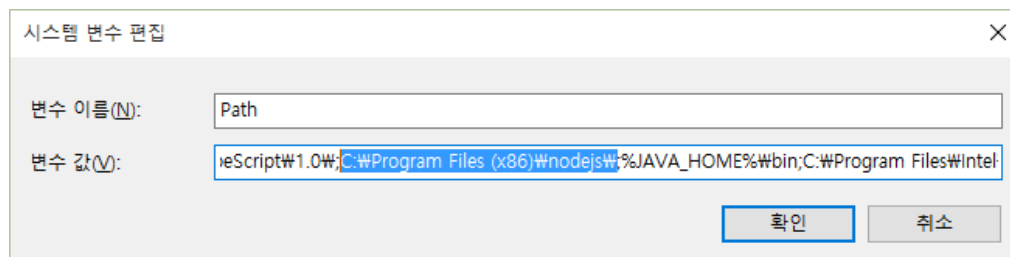 시스템 변수 편집
변수 이름(N):
Path
변수 값(V):
eScript₩1.0₩;C:₩Program Files (x86)₩nodejs₩;%JAVA_HOME%₩bin;C:₩Program Files₩Intel
확인
취소